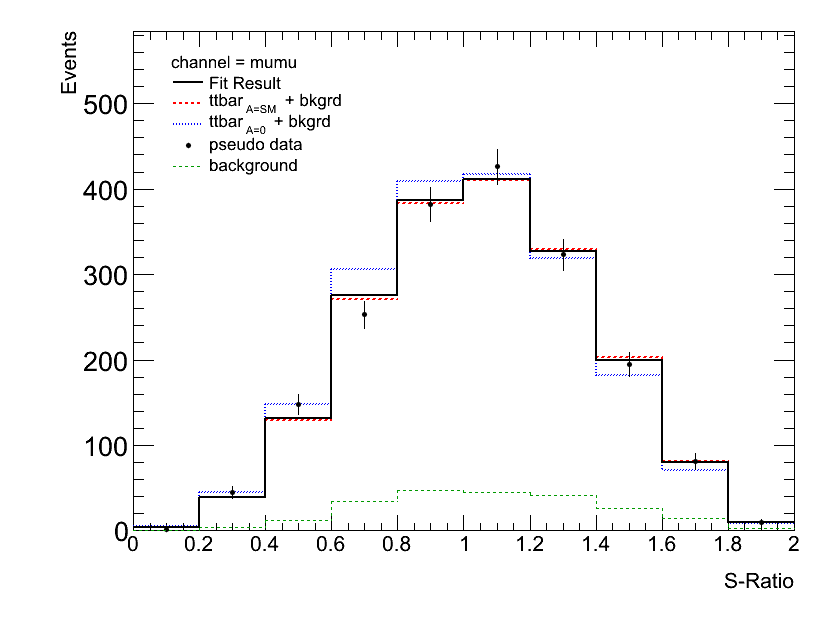 Events
channel = mumu
Fit Result
ttbar A=SM + bkgrd
ttbar A=0 + bkgrd
pseudo data
background
500
400
300
200
100
0
0 0.2 0.4 0.6 0.8 1 1.2 1.4 1.6 1.8 2
S-Ratio